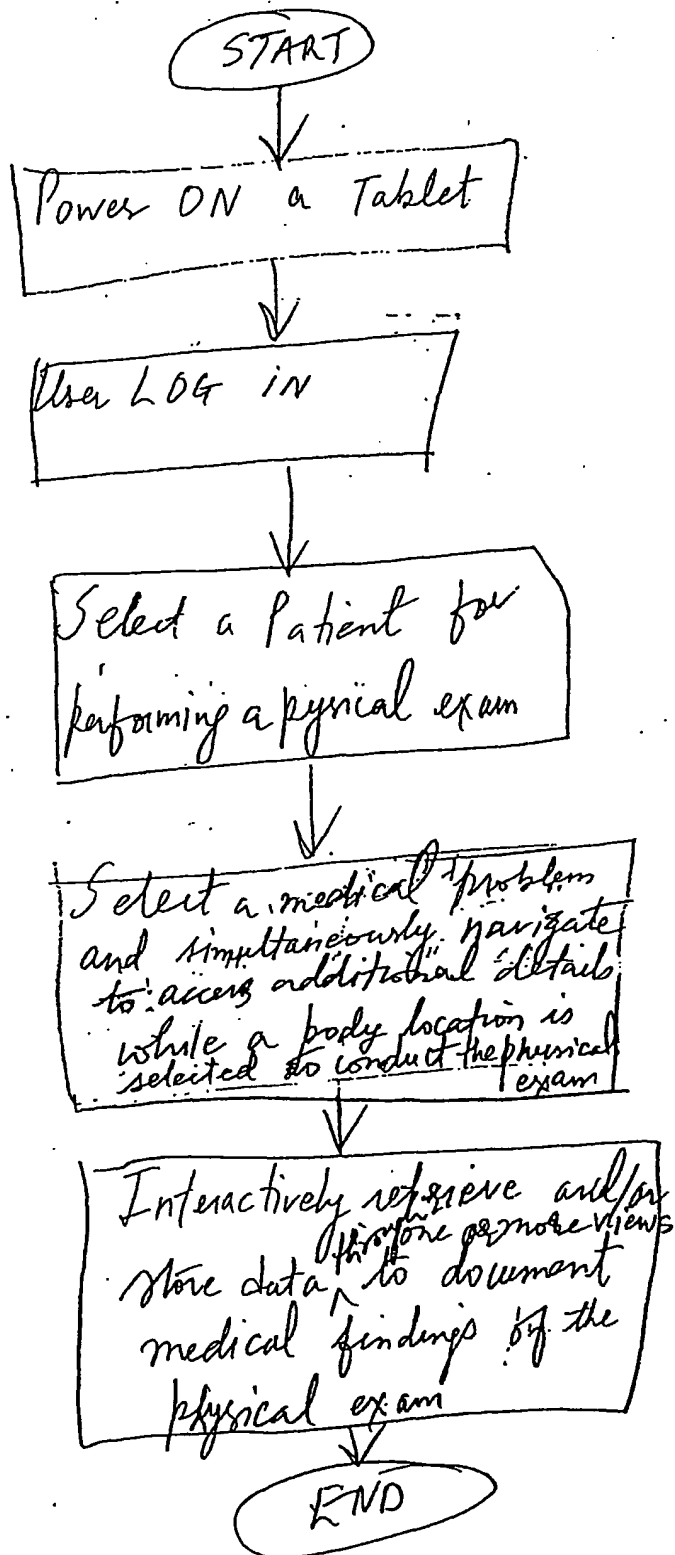 START
Power ON a Tablet
User LOG iN
Select a Patient for
performing a pysical exam
Select a medical problem
and simultaneously navigate
to access additional details
while a body location is
selected to conduct the physical
exam
Interactively retrieve and/or
through one or more views
store data ^ to document
medical findings of the
physical exam
END